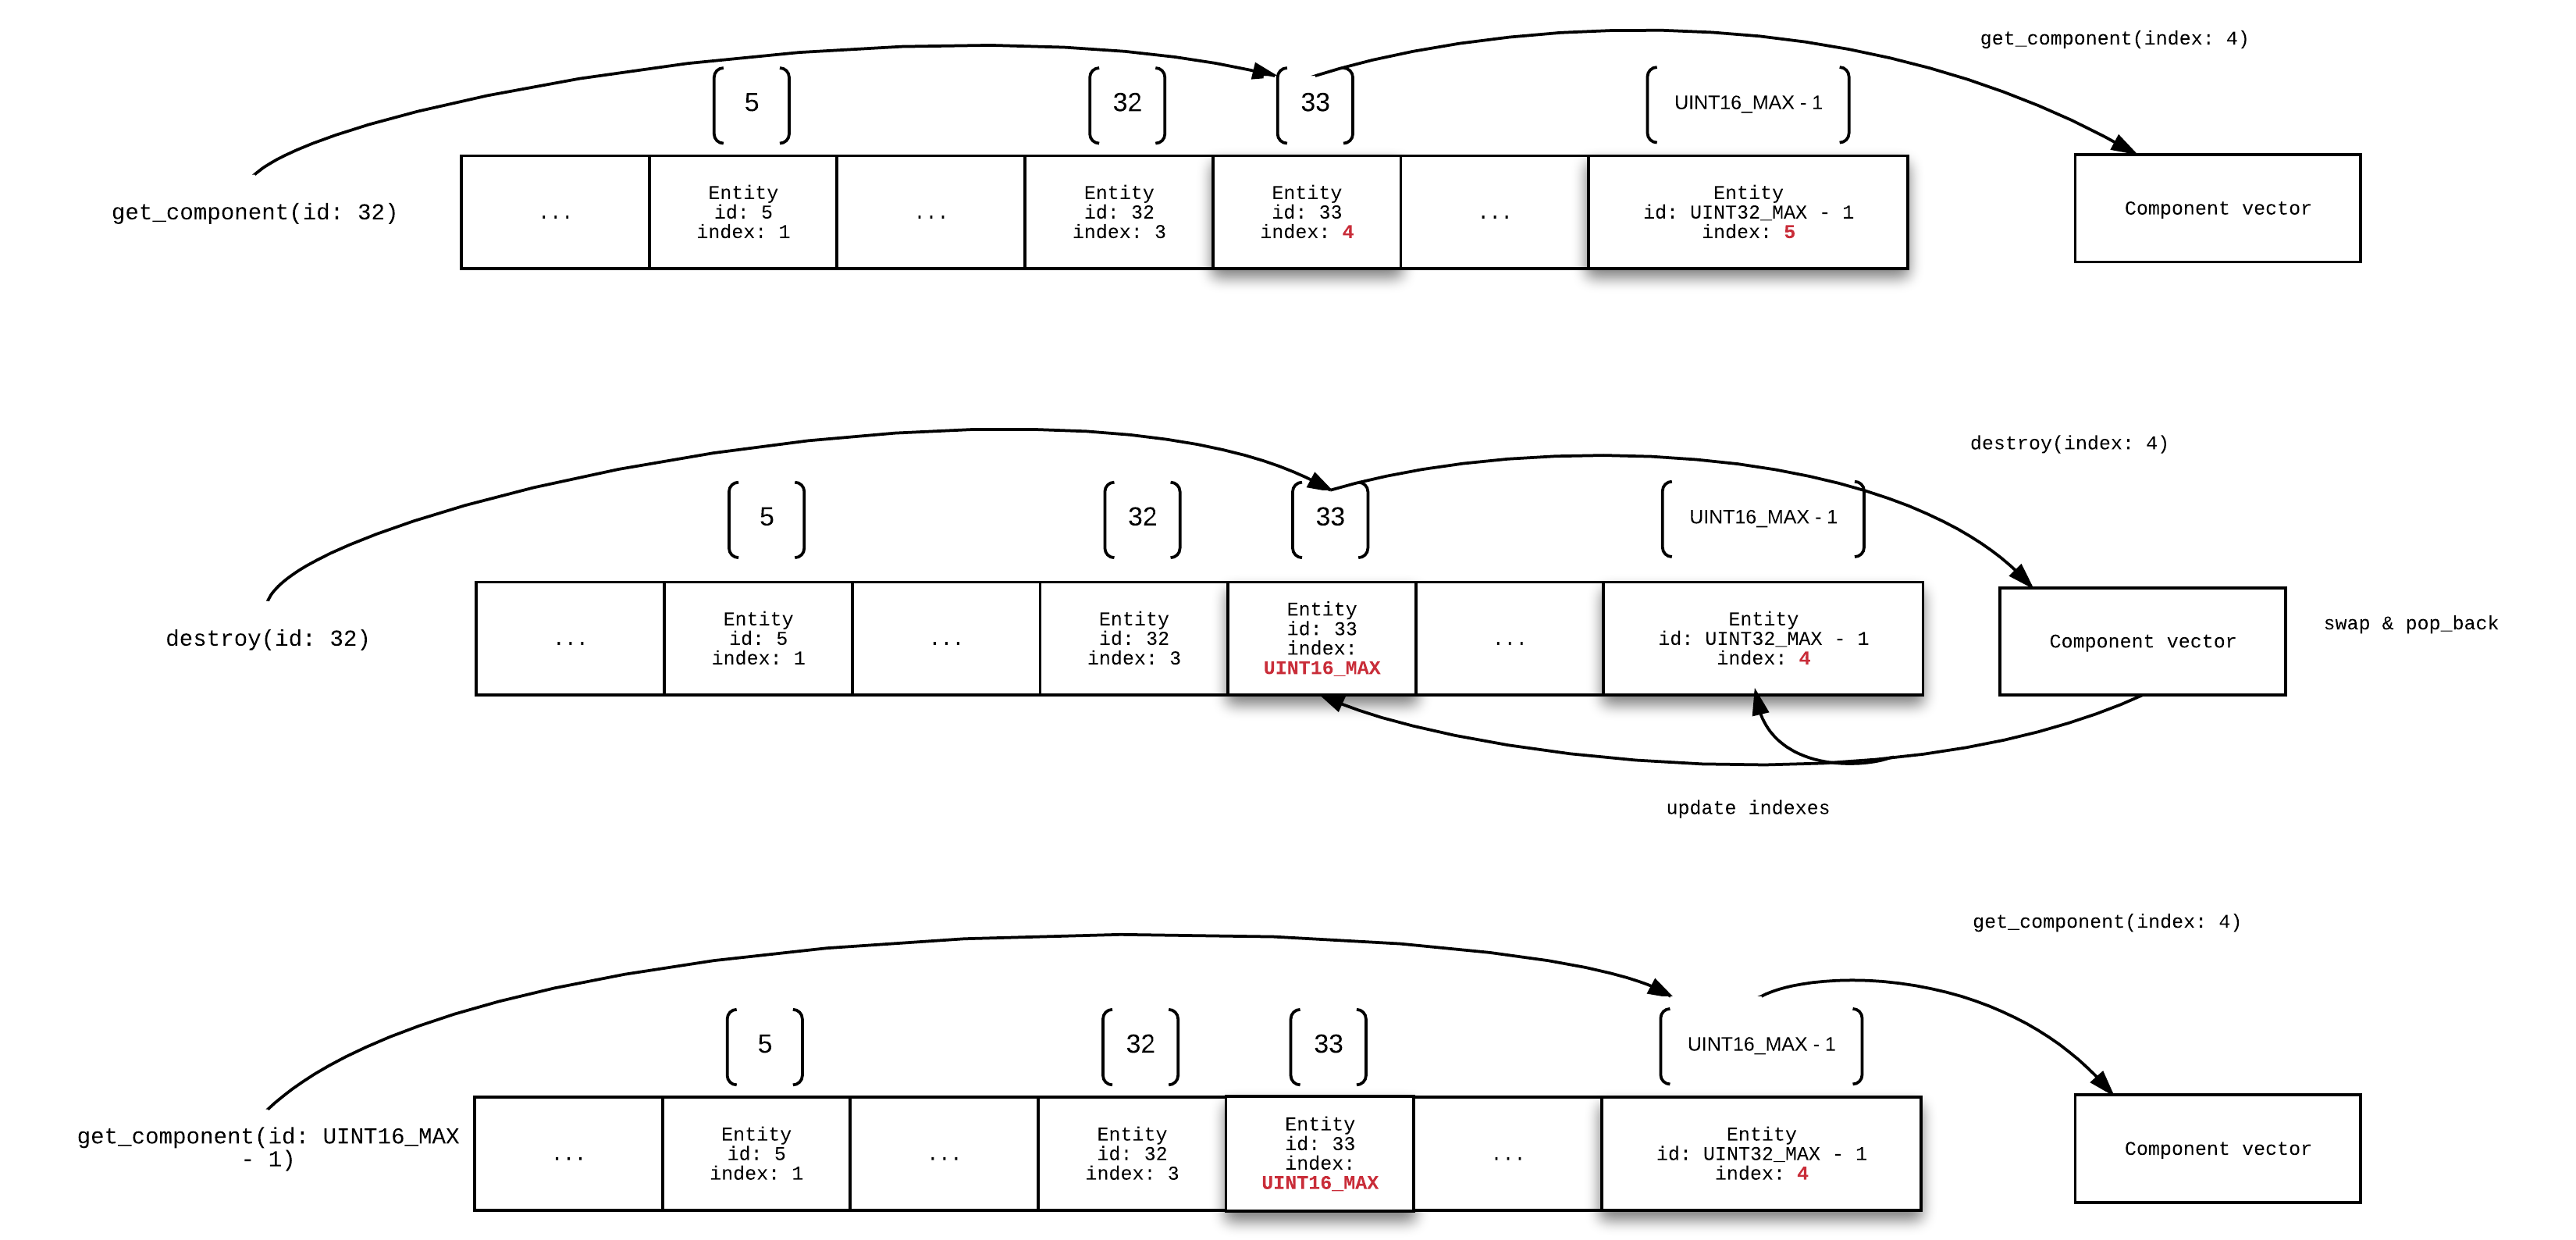 get_component(index: 4)
5
32
33
UINT16_MAX - 1
get_component(id: 32)
...
Entity
id: 5
index: 1
...
Entity
id: 32
index: 3
Entity
id: 33
index: 4
...
Entity
id: UINT32_MAX - 1
index: 5
Component vector
destroy(index: 4)
5
32
33
UINT16_MAX - 1
destroy(id: 32)
...
Entity
id: 5
index: 1
...
Entity
id: 32
index: 3
Entity
id: 33
index:
UINT16_MAX
...
Entity
id: UINT32_MAX - 1
index: 4
Component vector
swap & pop_back
update indexes
get_component(index: 4)
5
32
33
UINT16_MAX - 1
get_component(id: UINT16_MAX
- 1)
...
Entity
id: 5
index: 1
...
Entity
id: 32
index: 3
Entity
id: 33
index:
UINT16_MAX
...
Entity
id: UINT32_MAX - 1
index: 4
Component vector